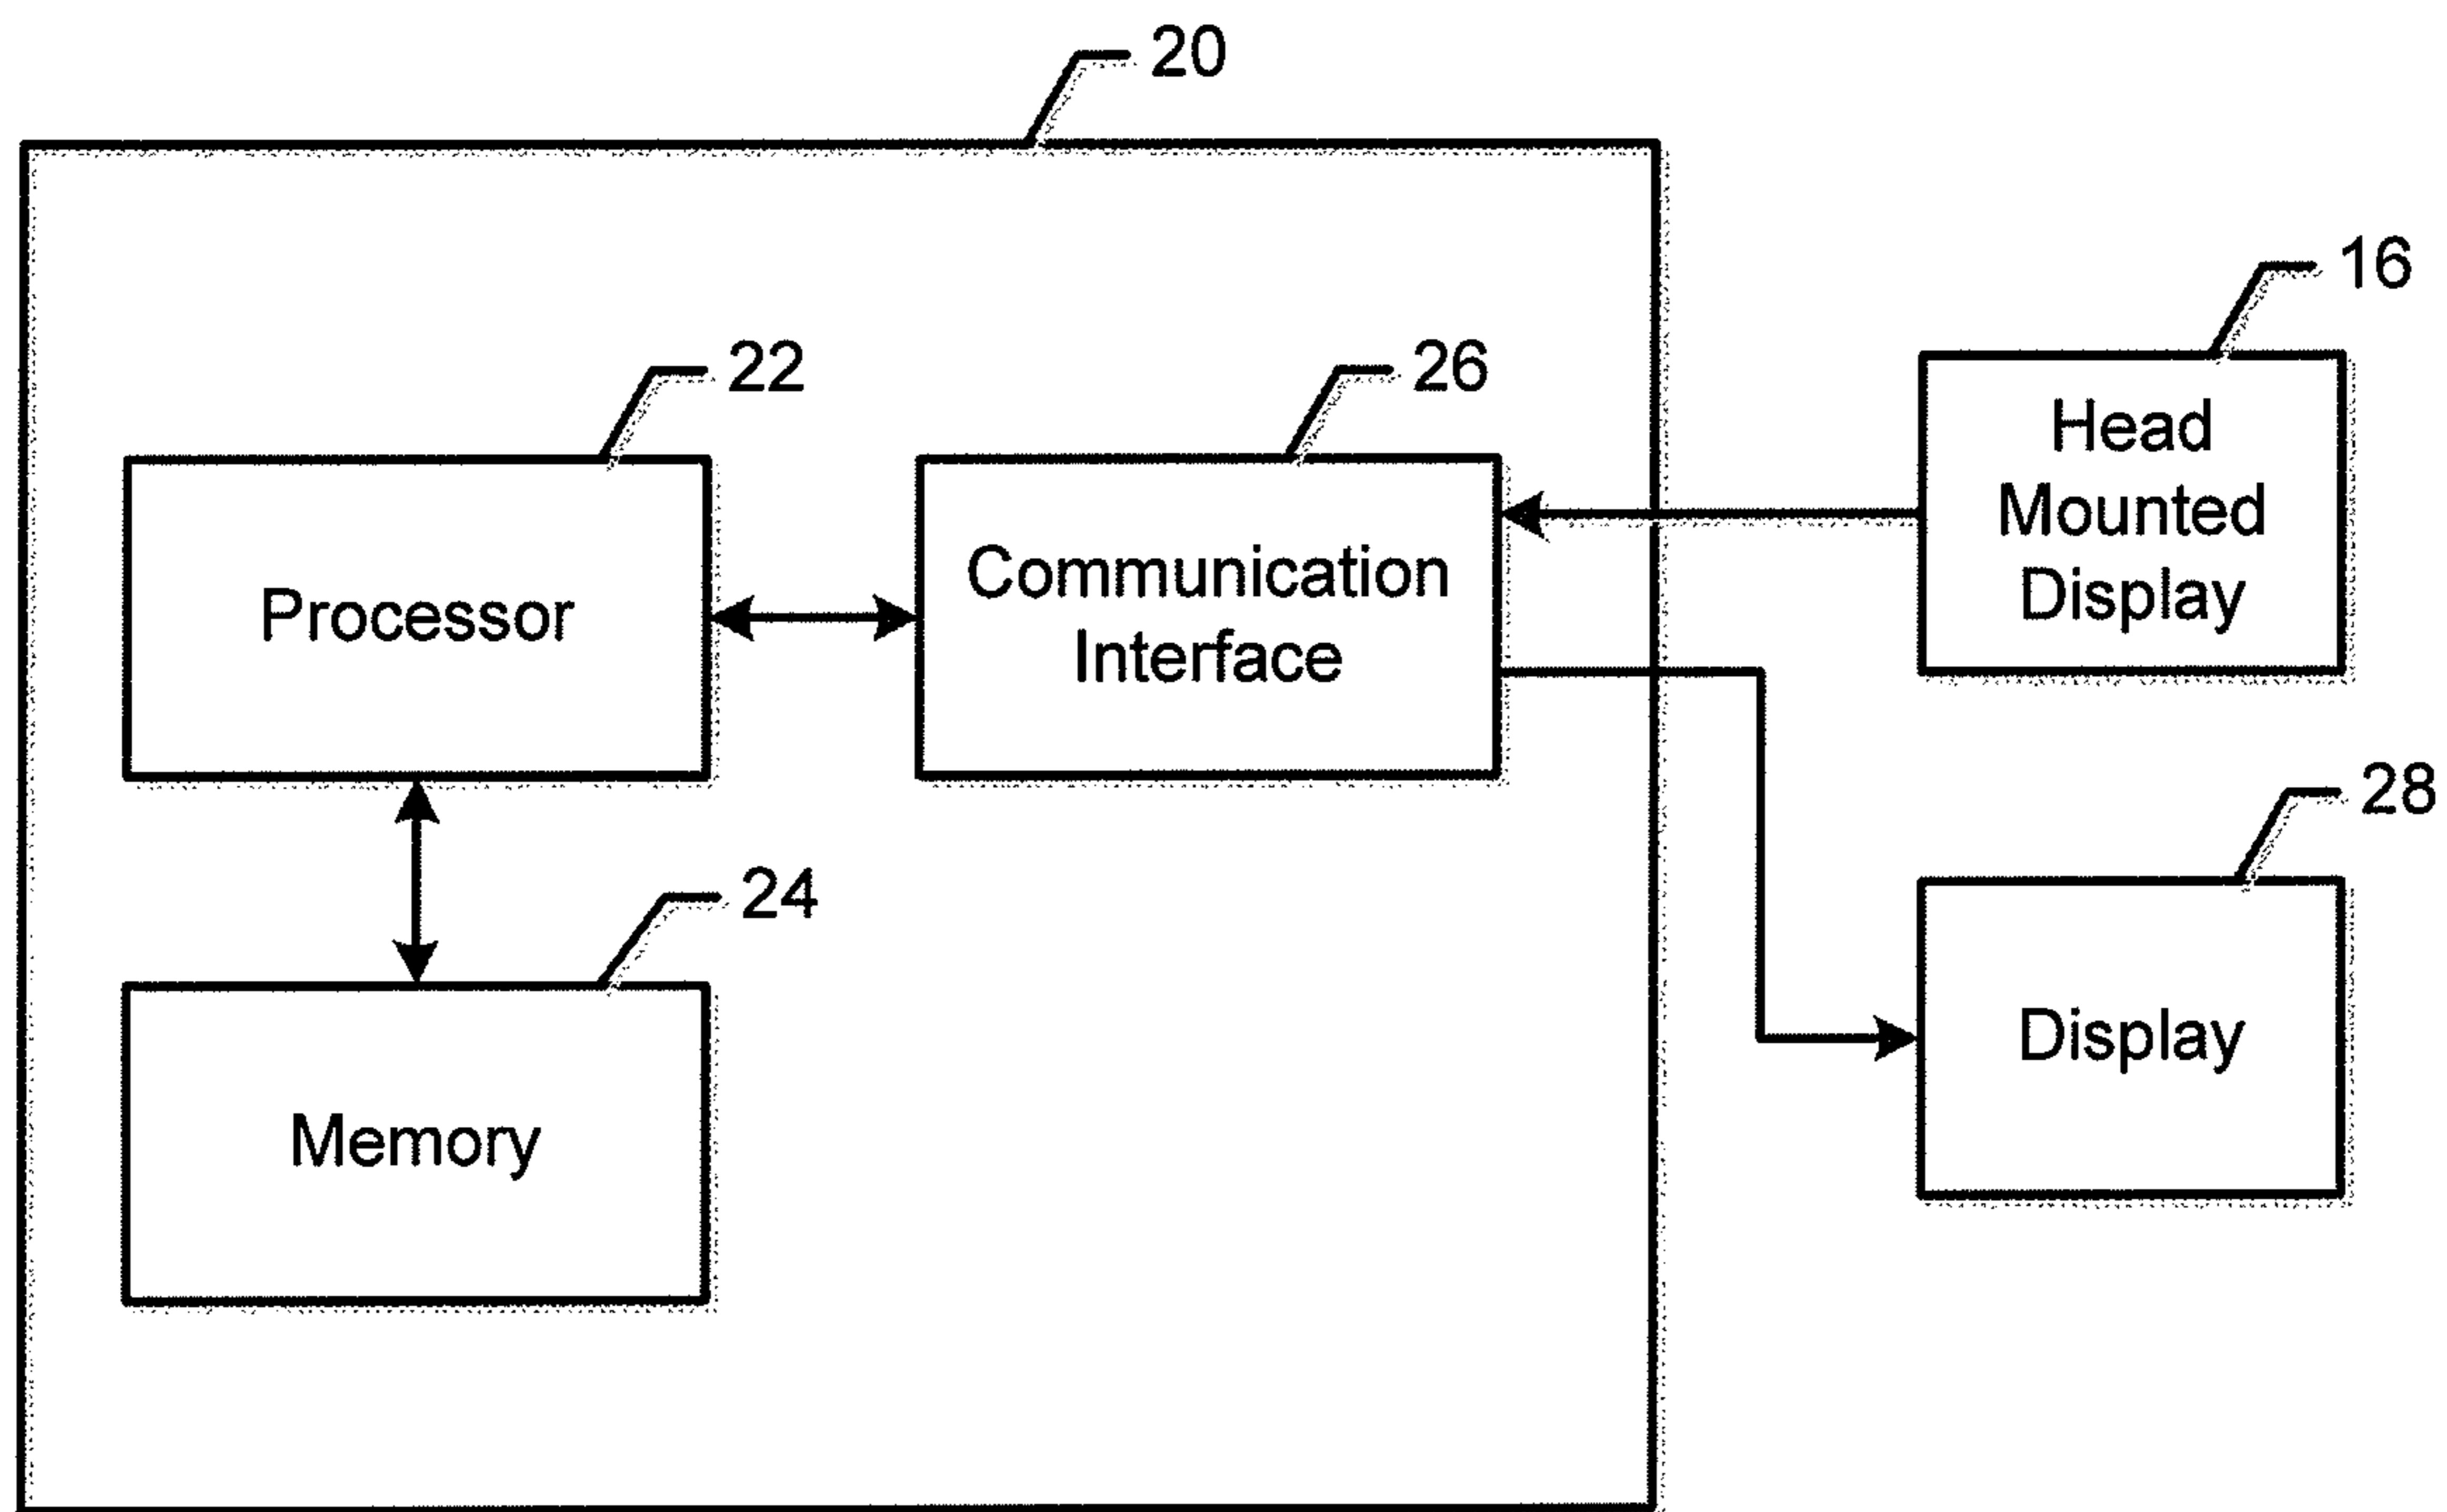 20
16
22
26
Head
Mounted
Display
Communication
Interface
Processor
28
24
Display
Memory